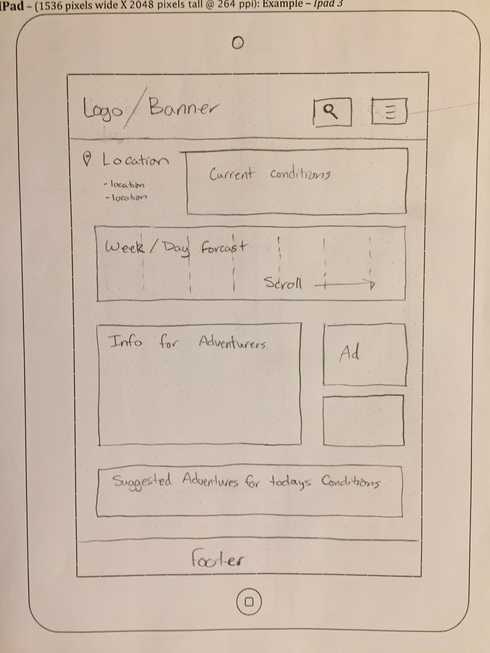 IPad – (1536 pixels wide X 2048 pixels tall @ 264 ppi): Example – Ipad 3
Logo / Banner
Location
- location
- location
Current conditions
Week / Day forcast
Scroll
Info for Adventurers
Ad
Suggested Adventures for todays Conditions
footer